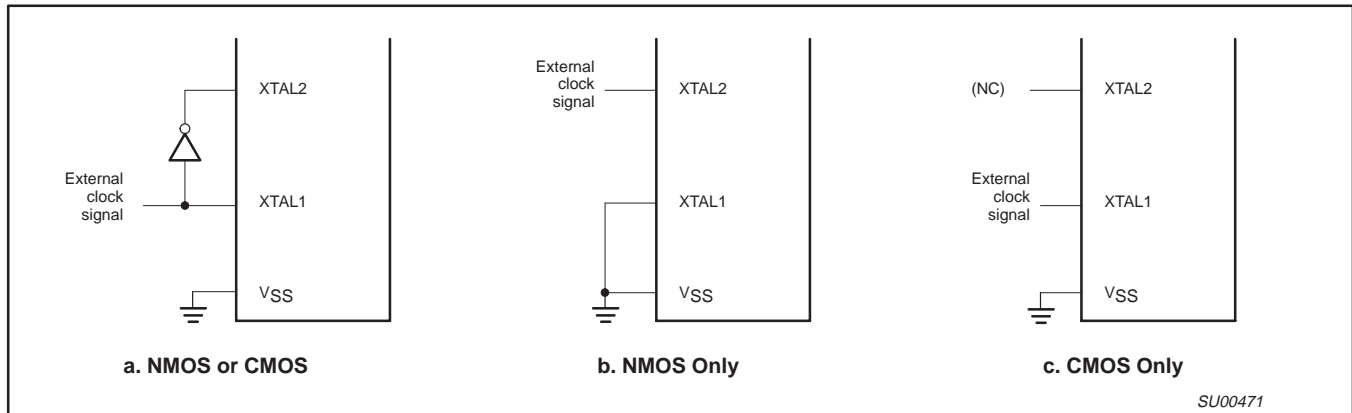 XTAL2
External
clock
signal
XTAL1
VSS
a. NMOS or CMOS
External
clock
signal
XTAL2
XTAL1
VSS
b. NMOS Only
(NC)
XTAL2
External
clock
signal
XTAL1
VSS
c. CMOS Only
SU00471